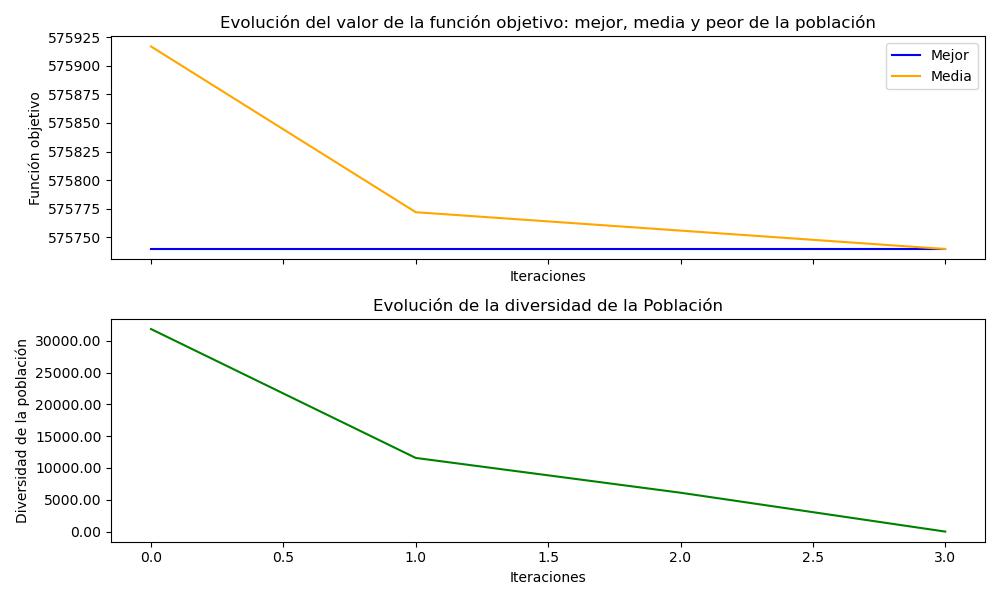 Evolución del valor de la función objetivo: mejor, media y peor de la población
575925
575900
575875
575850
575825
575800
575775
575750
Función objetivo
Mejor
Media
Iteraciones
Evolución de la diversidad de la Población
30000.00
25000.00
20000.00
15000.00
10000.00
5000.00
0.00
Diversidad de la población
0.0 0.5 1.0 1.5 2.0 2.5 3.0
Iteraciones